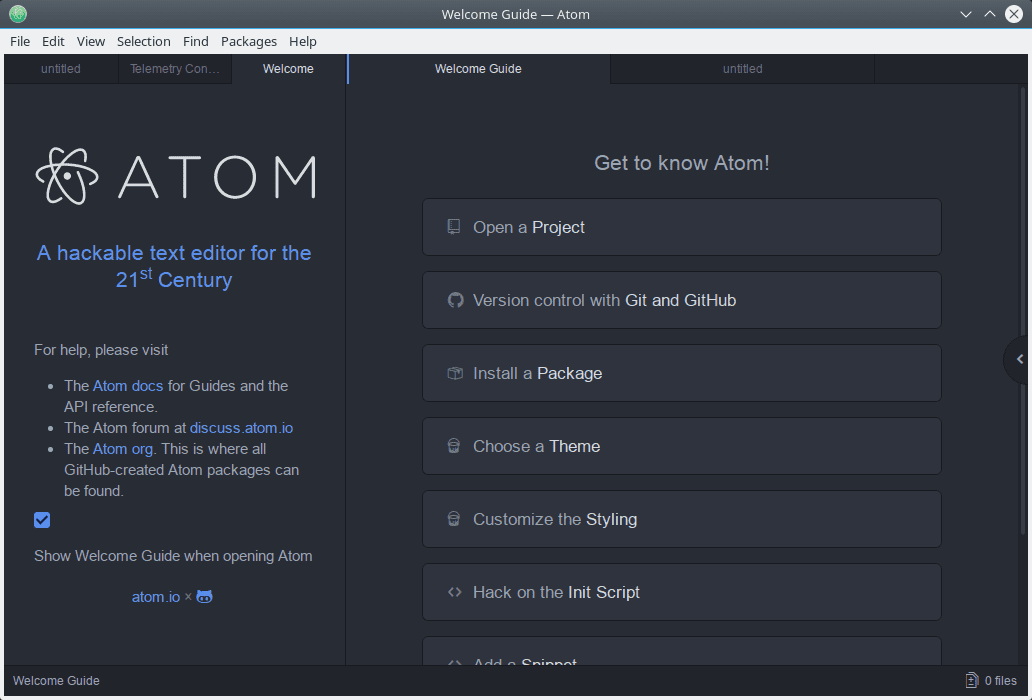 Welcome Guide — Atom
File Edit View Selection Find Packages Help
untitled
Telemetry Con...
Welcome
Welcome Guide
untitled
ATOM
A hackable text editor for the
21st Century
For help, please visit
The Atom docs for Guides and the
API reference.
The Atom forum at discuss.atom.io
The Atom org. This is where all
GitHub-created Atom packages can
be found.
Show Welcome Guide when opening Atom
atom.io ×
Get to know Atom!
Open a Project
Version control with Git and GitHub
Install a Package
Choose a Theme
Customize the Styling
Hack on the Init Script
Add a Snippet
Welcome Guide
0 files